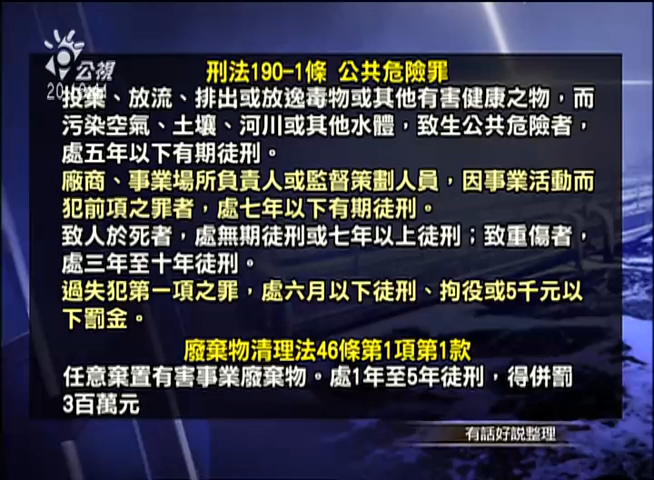 公視
刑法190-1條 公共危險罪
投棄、放流、排出或放逸毒物或其他有害健康之物，而
污染空氣、土壤、河川或其他水體，致生公共危險者，
處五年以下有期徒刑。
廠商、事業場所負責人或監督策劃人員，因事業活動而
犯前項之罪者，處七年以下有期徒刑。
致人於死者，處無期徒刑或七年以上徒刑；致重傷者，
處三年至十年徒刑。
過失犯第一項之罪，處六月以下徒刑、拘役或5千元以
下罰金。
廢棄物清理法46條第1項第1款
任意棄置有害事業廢棄物。處1年至5年徒刑，得併罰
3百萬元
有話好説整理